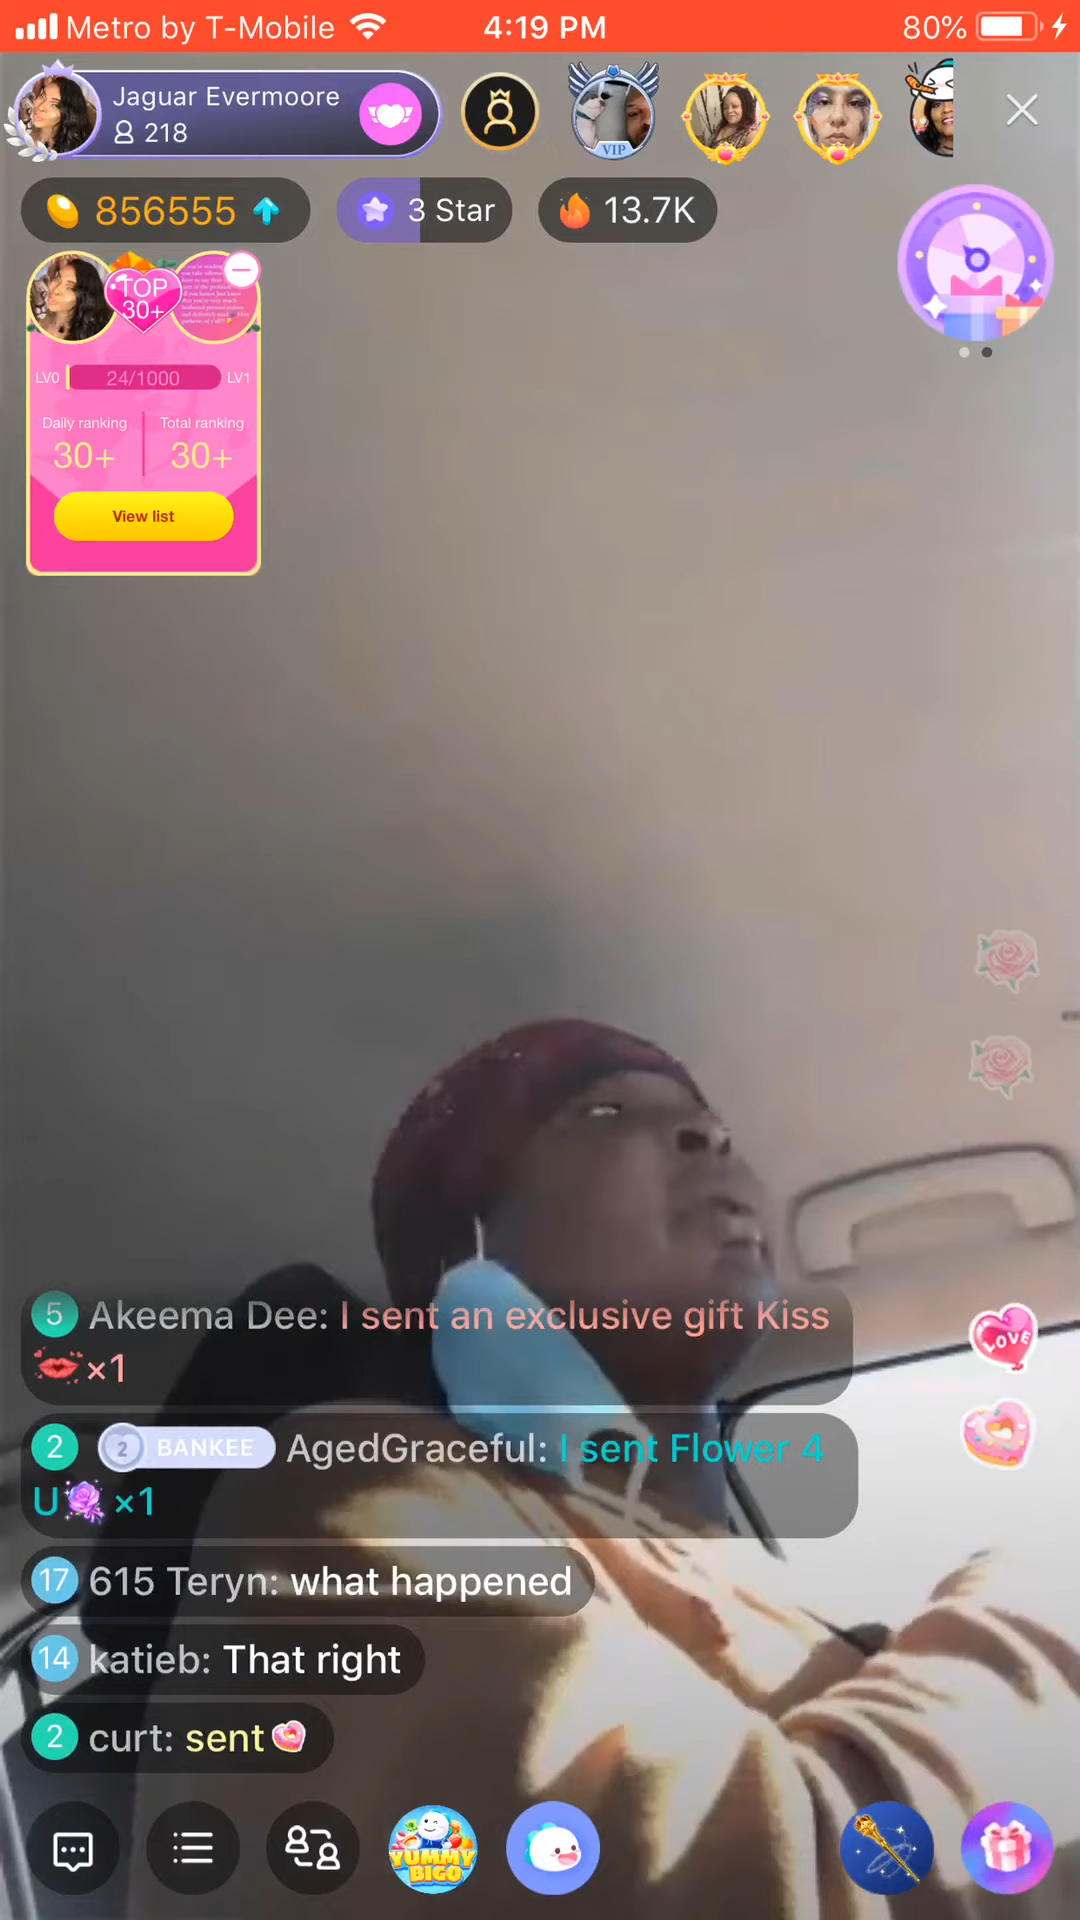 Metro by T-Mobile 4:19 PM 80%
Jaguar Evermoore
218
VIP
856555 3 Star 13.7K
TOP
30+
LV0 24/1000 LV1
Daily ranking Total ranking
30+ 30+
View list
LOVE
5 Akeema Dee: I sent an exclusive gift Kiss
💋×1
2 2 BANKEE AgedGraceful: I sent Flower 4
U ×1
17 615 Teryn: what happened
14 katieb: That right
2 curt: sent
YUMMY
BIGO